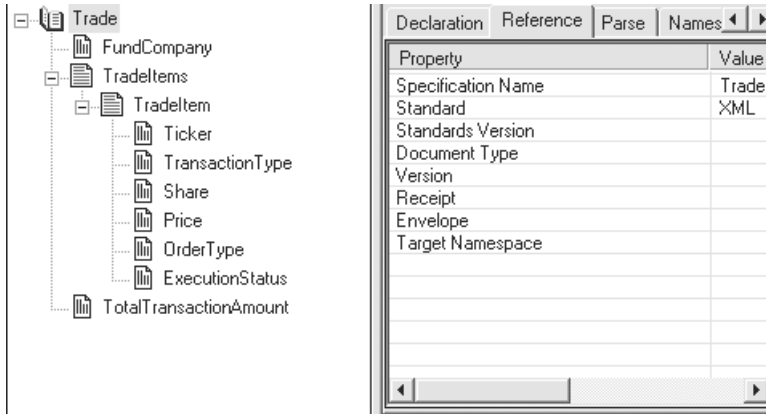 Trade
FundCompany
TradeItems
TradeItem
Ticker
TransactionType
Share
Price
OrderType
ExecutionStatus
TotalTransactionAmount
Declaration Reference Parse Names
Property Value
Specification Name Trade
Standard XML
Standards Version
Document Type
Version
Receipt
Envelope
Target Namespace